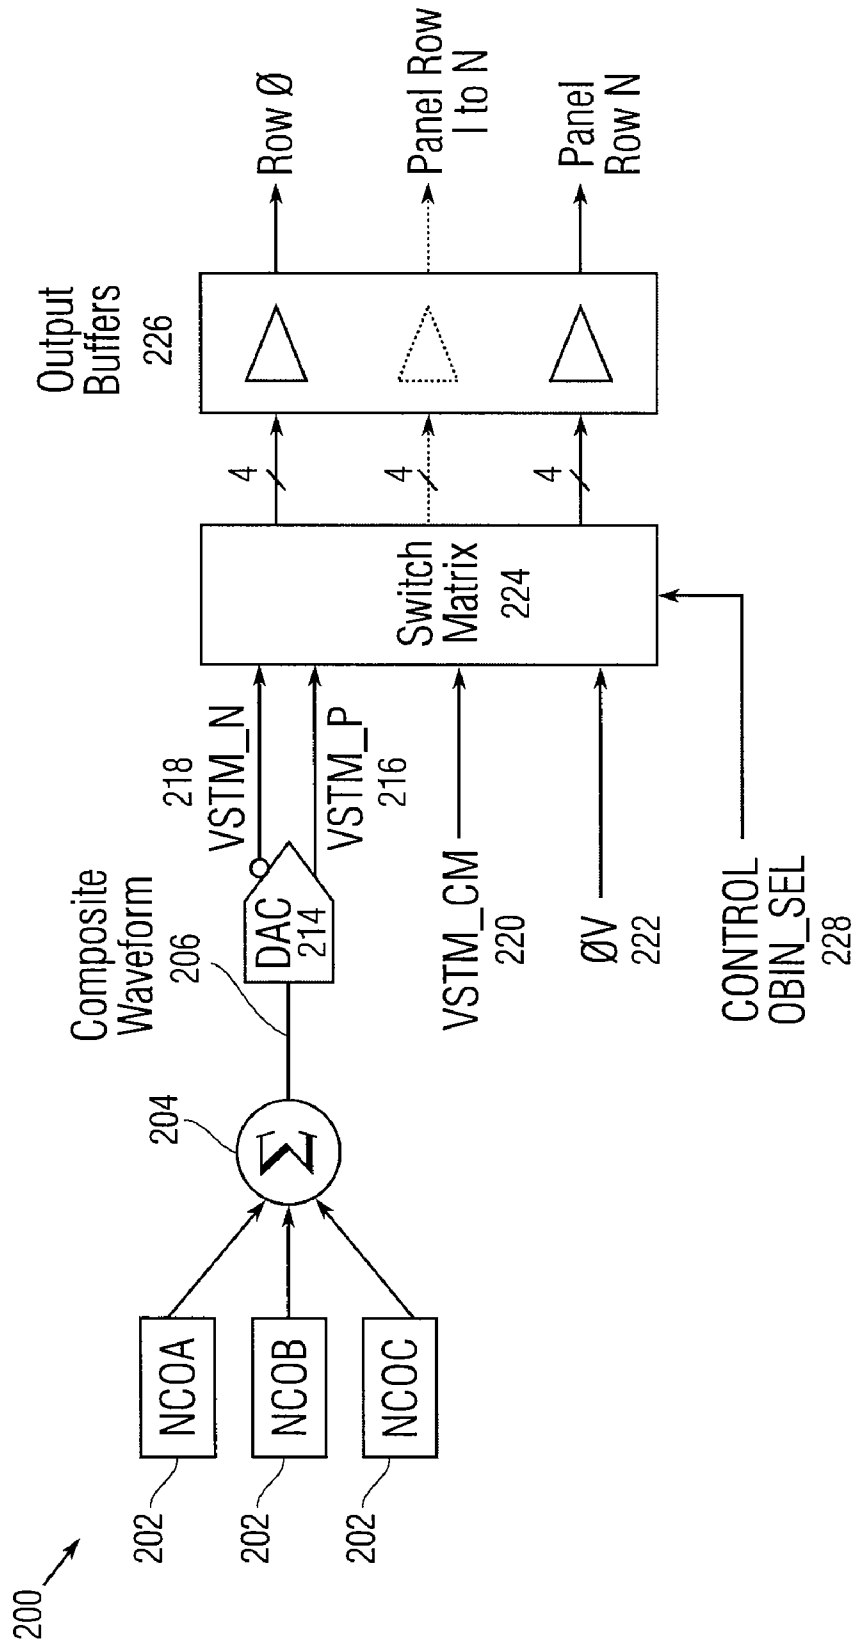 200
202
NCOA
202
NCOB
202
NCOC
204
Σ
Composite
Waveform
206
DAC
214
218
VSTM_N
VSTM_P
216
VSTM_CM
220
ØV
222
CONTROL
OBIN_SEL
228
Switch
Matrix
224
4
4
4
Output
Buffers
226
Row Ø
Panel Row
I to N
Panel
Row N